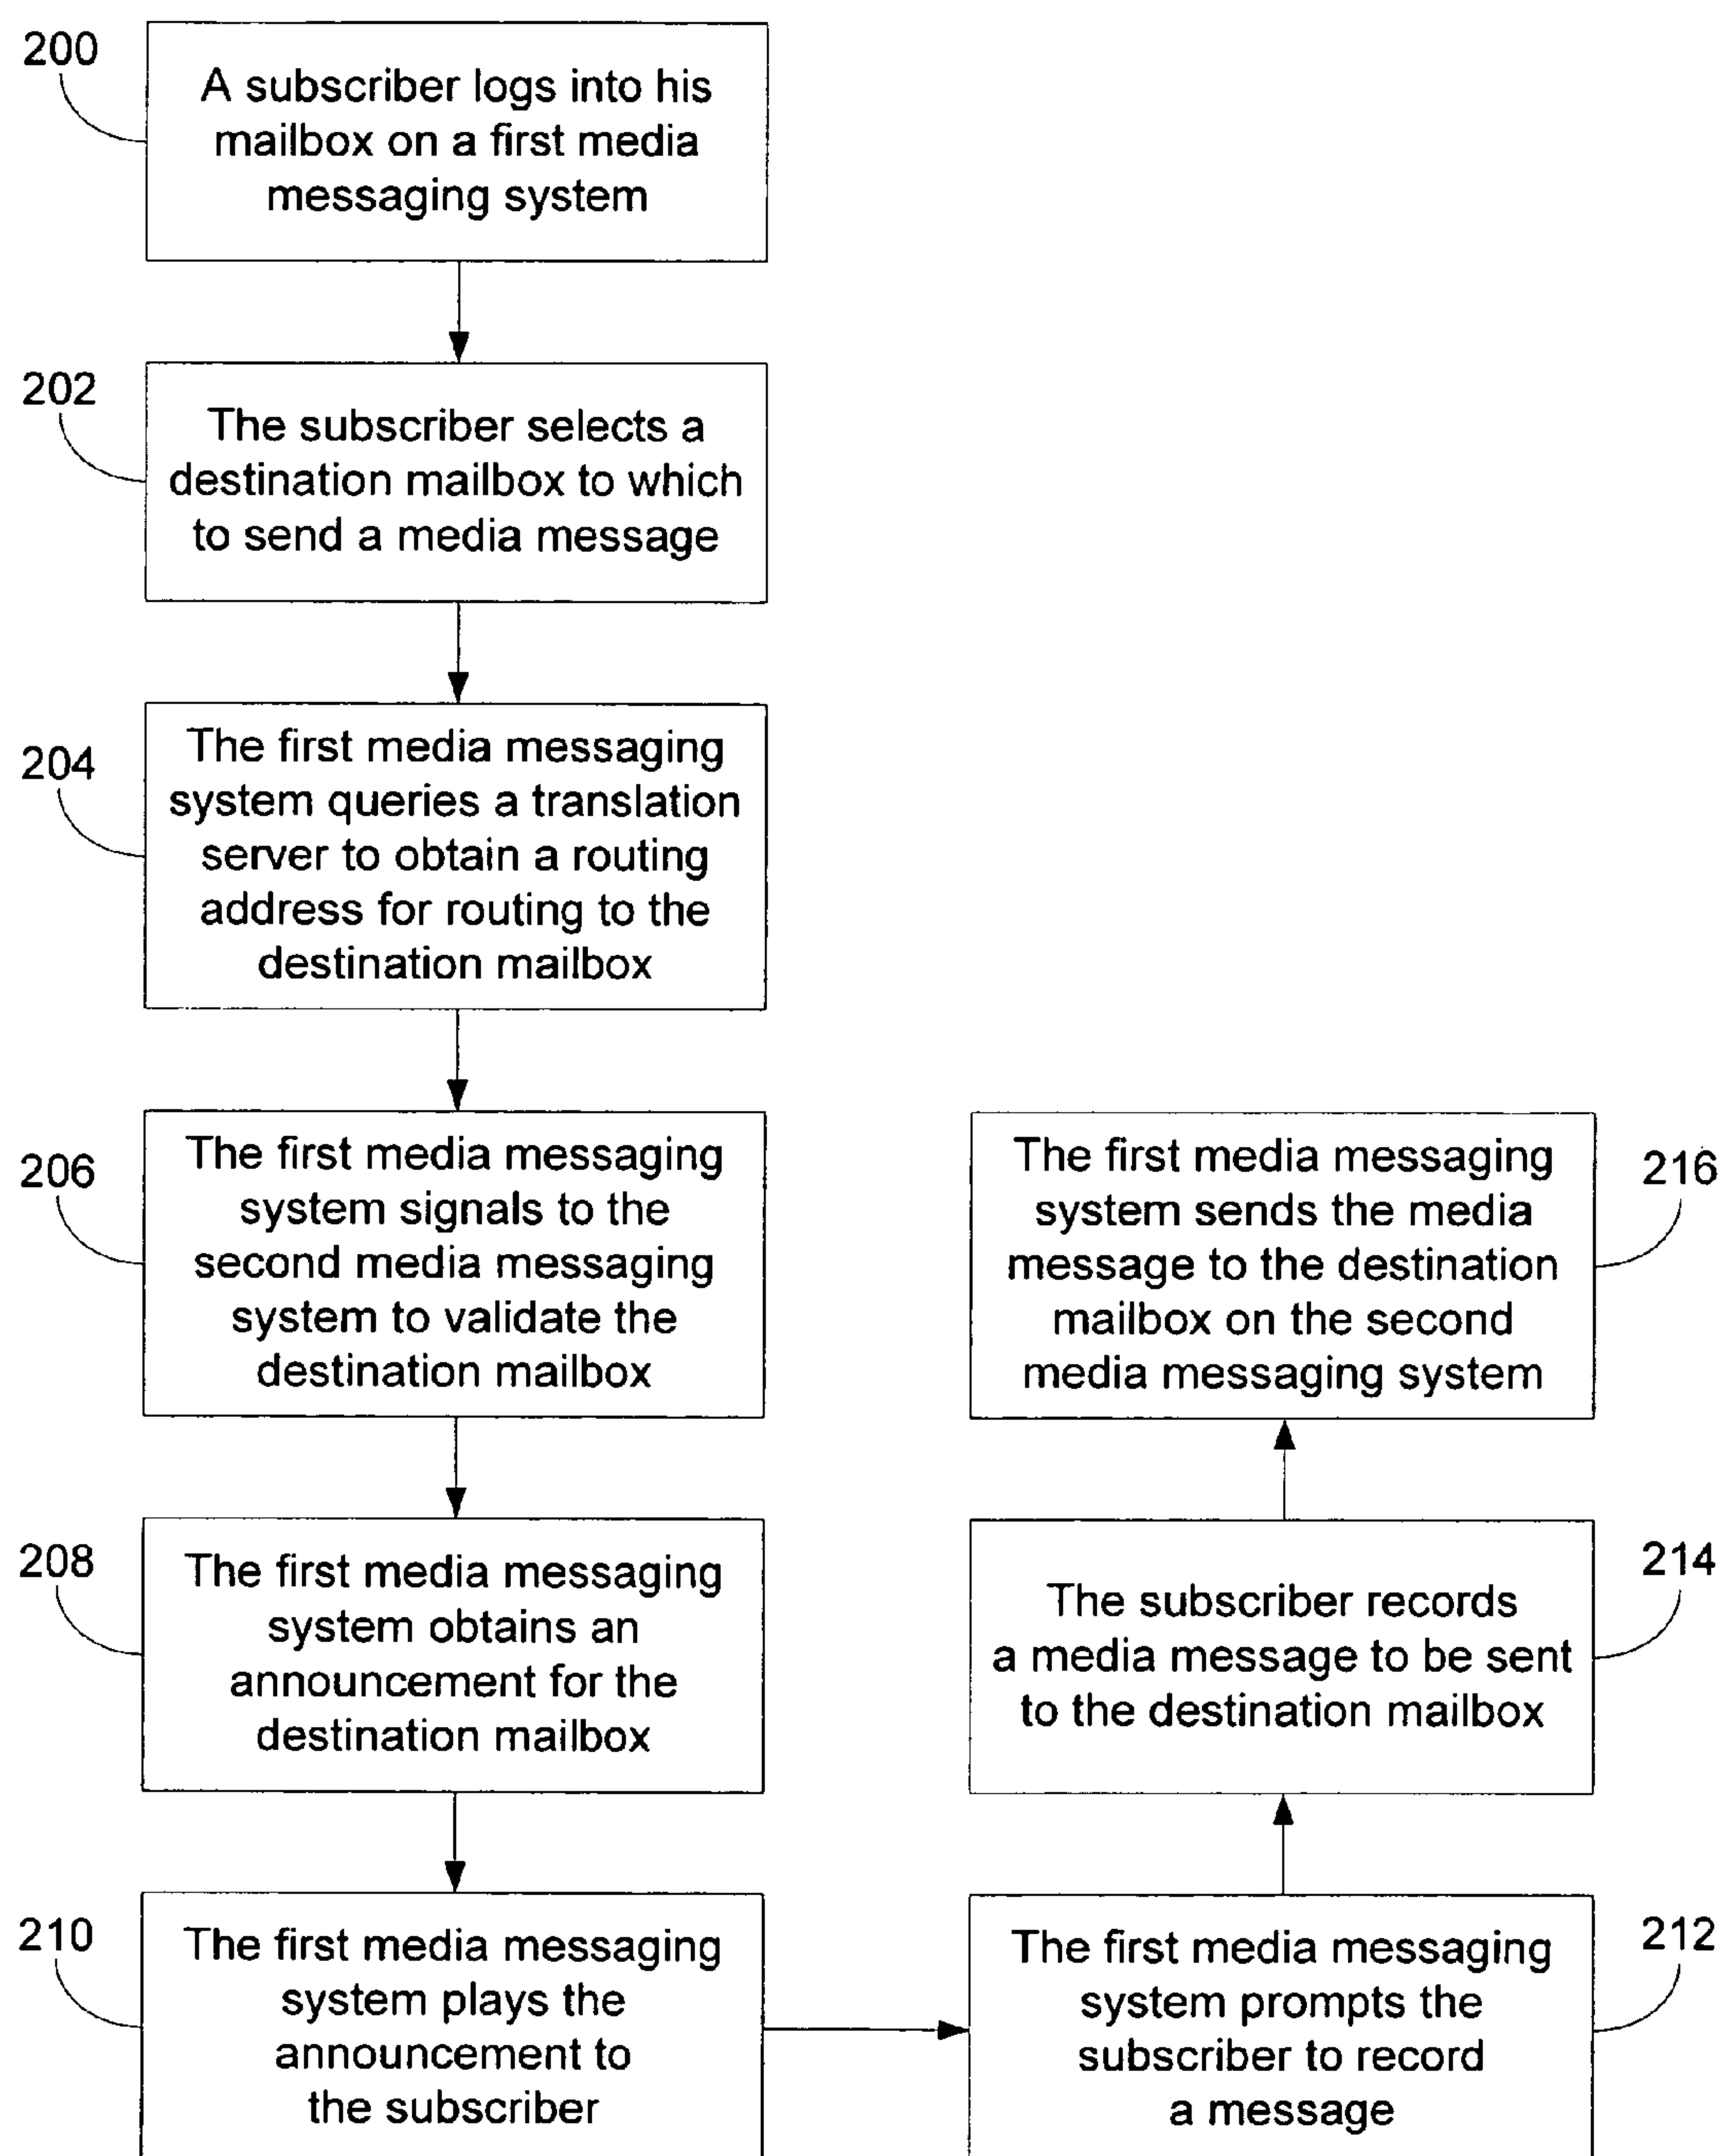 200
A subscriber logs into his
mailbox on a first media
messaging system
202
The subscriber selects a
destination mailbox to which
to send a media message
204
The first media messaging
system queries a translation
server to obtain a routing
address for routing to the
destination mailbox
206
The first media messaging
system signals to the
second media messaging
system to validate the
destination mailbox
208
The first media messaging
system obtains an
announcement for the
destination mailbox
210
The first media messaging
system plays the
announcement to
the subscriber
212
The first media messaging
system prompts the
subscriber to record
a message
214
The subscriber records
a media message to be sent
to the destination mailbox
216
The first media messaging
system sends the media
message to the destination
mailbox on the second
media messaging system